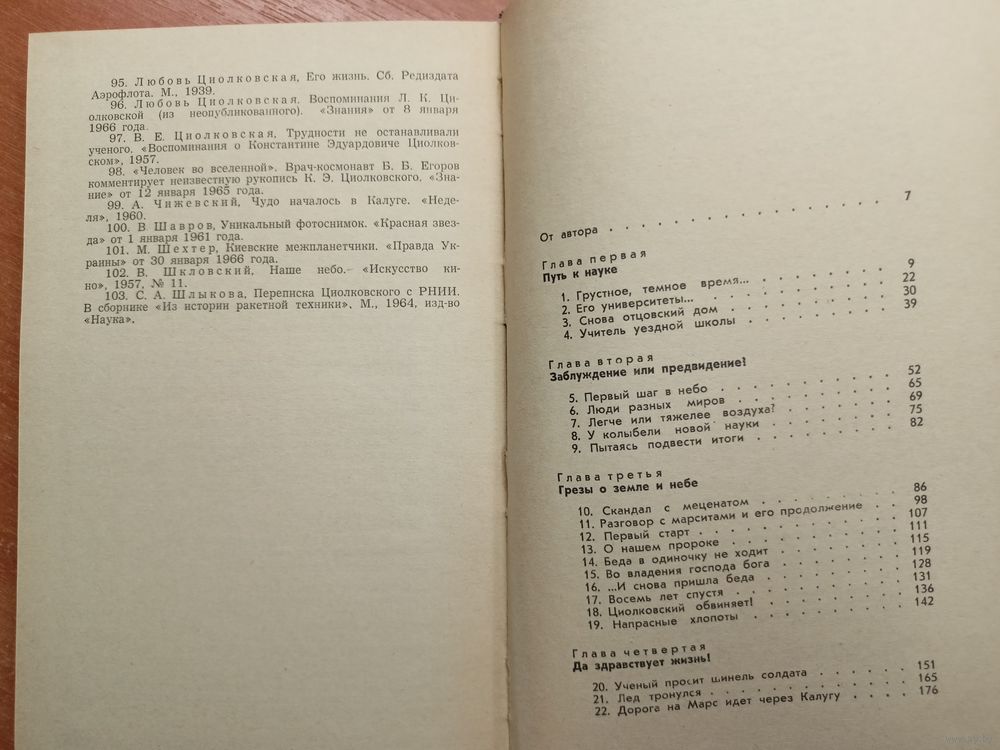 95. Любовь Циолковская, Его жизнь. Сб. Редиздата
Аэрофлота. М., 1939.
96. Любовь Циолковская. Воспоминания Л. К. Ци-
олковской (из неопубликованного). «Знания» от 8 января
1966 года.
97. В. Е. Циолковская, Трудности не останавливали
ученого. «Воспоминания о Константине Эдуардовиче Циолков-
ском», 1957.
98. «Человек во вселенной». Врач-космонавт Б. Б. Егоров
комментирует неизвестную рукопись К. Э. Циолковского. «Зна-
ние» от 12 января 1965 года.
99. А. Чижевский, Чудо началось в Калуге. «Неде-
ля», 1960.
100. В Шавров, Уникальный фотоснимок. «Красная звез-
да» от 1 января 1961 года.
101. М. Шехтер, Киевские межпланетчики. «Правда Ук-
раины» от 30 января 1966 года.
102. В. Шкловский, Наше небо.— «Искусство ки-
но», 1957, № 11.
103. С. А. Шлыкова, Переписка Циолковского с РНИИ.
В сборнике «Из истории ракетной техники», М., 1964, изд-во
«Наука».
От автора . . . . . . . . . . . . . . 7
Глава первая
Путь к науке
1. Грустное, темное время... . . . . . . . 9
2. Его университеты... . . . . . . . . . 22
3. Снова отцовский дом . . . . . . . . 30
4. Учитель уездной школы . . . . . . . . 39
Глава вторая
Заблуждение или предвидение?
5. Первый шаг в небо . . . . . . . . . 52
6. Люди разных миров . . . . . . . . . 65
7. Легче или тяжелее воздуха? . . . . . . 69
8. У колыбели новой науки . . . . . . . 75
9. Пытаясь подвести итоги . . . . . . . 82
Глава третья
Грезы о земле и небе
10. Скандал с меценатом . . . . . . . . 86
11. Разговор с марситами и его продолжение . . 98
12. Первый старт . . . . . . . . . . . 107
13. О нашем пророке . . . . . . . . . . 111
14. Беда в одиночку не ходит . . . . . . . 115
15. Во владения господа бога . . . . . . . 119
16. ...И снова пришла беда . . . . . . . . 128
17. Восемь лет спустя . . . . . . . . . 131
18. Циолковский обвиняет! . . . . . . . . 136
19. Напрасные хлопоты . . . . . . . . . 142
Глава четвертая
Да здравствует жизнь!
20. Ученый просит шинель солдата . . . . . 151
21. Лед тронулся . . . . . . . . . . . 165
22. Дорога на Марс идет через Калугу . . . . 176